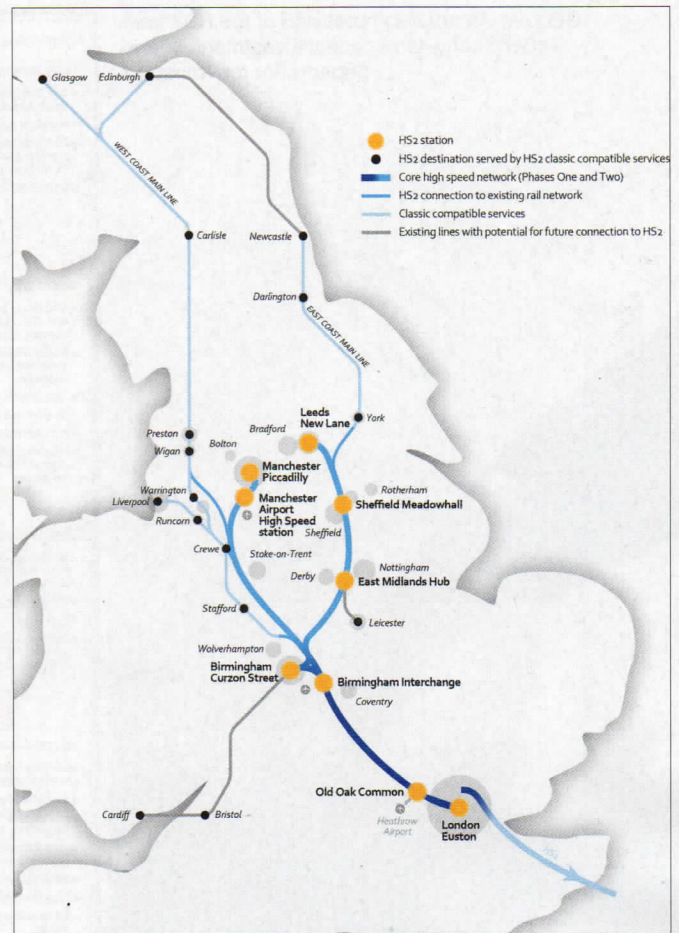 Glasgow
Edinburgh
HS2 station
HS2 destination served by HS2 classic compatible services
Core high speed network (Phases One and Two)
HS2 connection to existing rail network
Classic compatible services
Existing lines with potential for future connection to HS2
WEST COAST MAIN LINE
Carlisle
Newcastle
Darlington
EAST COAST MAIN LINE
York
Leeds
New Lane
Bradford
Preston
Bolton
Wigan
Manchester
Piccadilly
Warrington
Liverpool
Manchester
Airport
High Speed
station
Rotherham
Sheffield Meadowhall
Runcorn
Sheffield
Crewe
Stoke-on-Trent
Nottingham
Derby
East Midlands Hub
Stafford
Leicester
Wolverhampton
Birmingham
Curzon Street
Birmingham Interchange
Coventry
Old Oak Common
Heathrow
Airport
London
Euston
Cardiff
Bristol
HS1